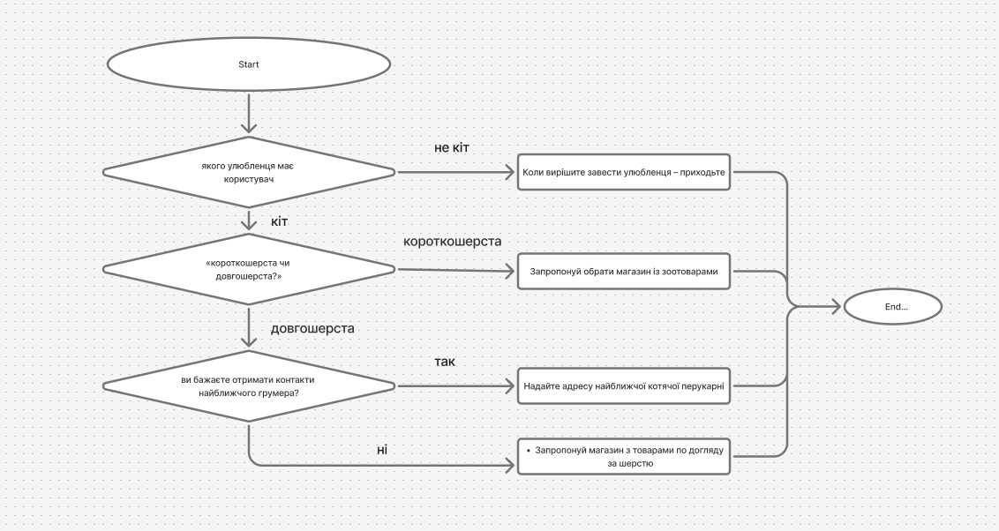 Start
якого улюбленця має
користувач
не кіт
Коли вирішите завести улюбленця – приходьте
кіт
«короткошерста чи
довгошерста?»
короткошерста
Запропонуй обрати магазин із зоотоварами
End...
довгошерста
ви бажаєте отримати контакти
найближчого грумера?
так
Надайте адресу найближчої котячої перукарні
ні
• Запропонуй магазин з товарами по догляду
за шерстю